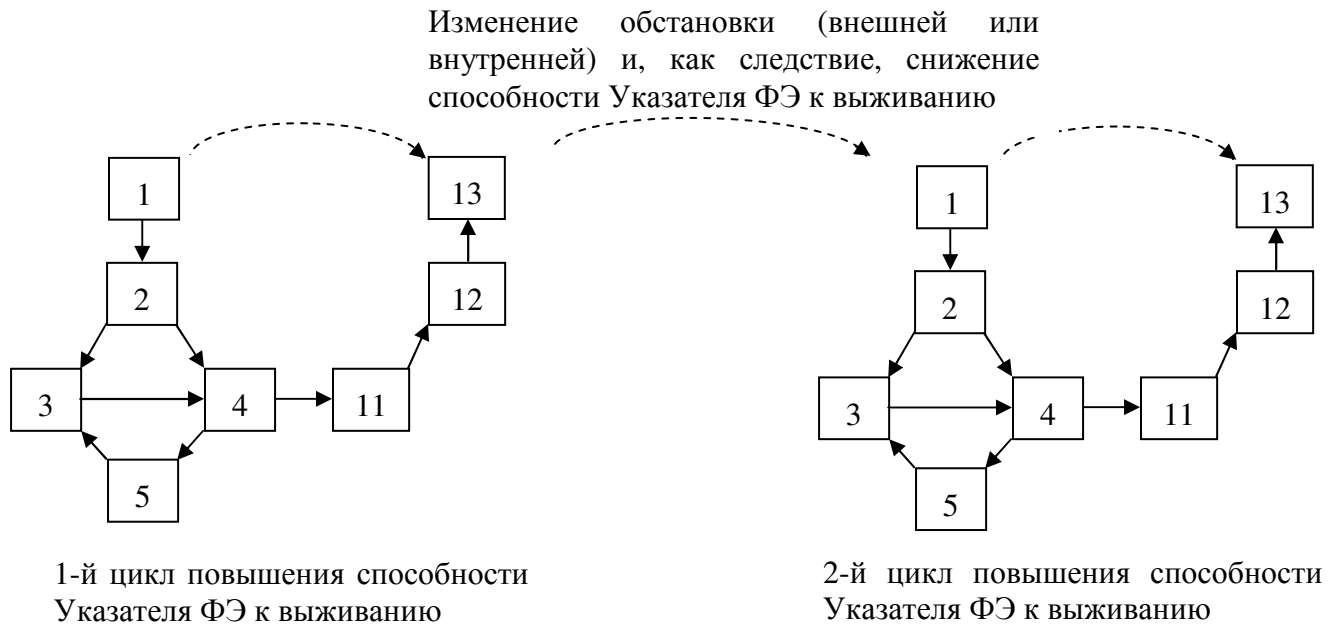 Изменение обстановки (внешней или
внутренней) и, как следствие, снижение
способности Указателя ФЭ к выживанию
1
13
2
12
3
4
11
5
1
13
2
12
3
4
11
5
1-й цикл повышения способности
Указателя ФЭ к выживанию
2-й цикл повышения способности
Указателя ФЭ к выживанию